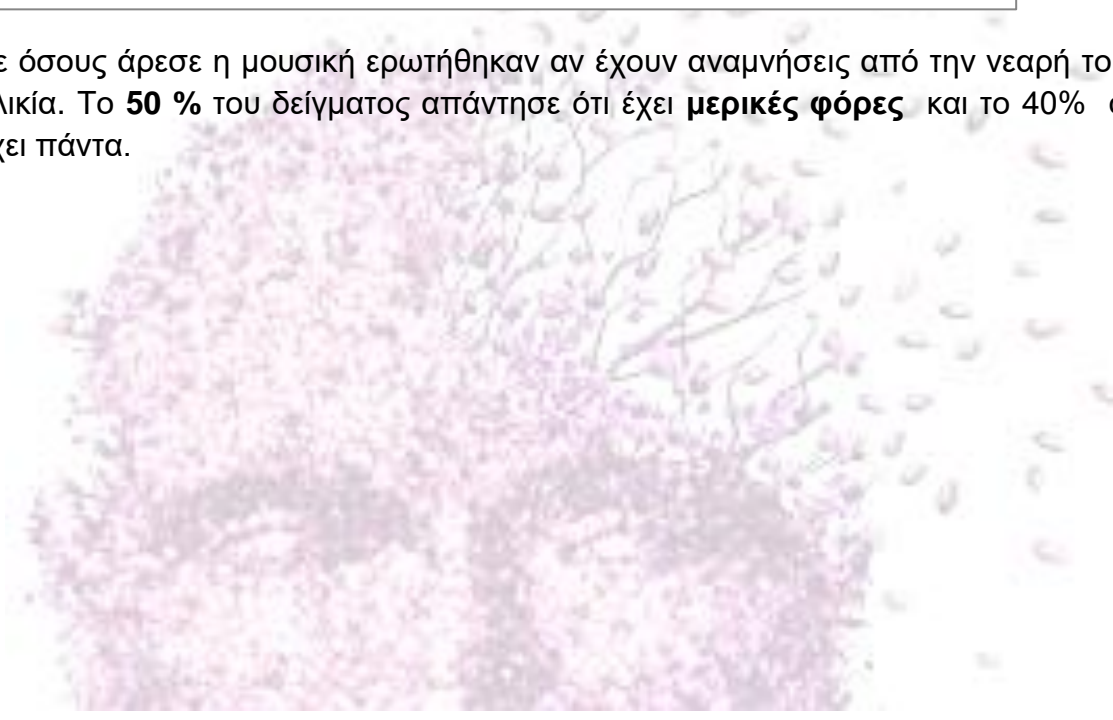 ε όσους άρεσε η μουσική ερωτήθηκαν αν έχουν αναμνήσεις από την νεαρή το
λικία. Το 50 % του δείγματος απάντησε ότι έχει μερικές φόρες και το 40%
χει πάντα.